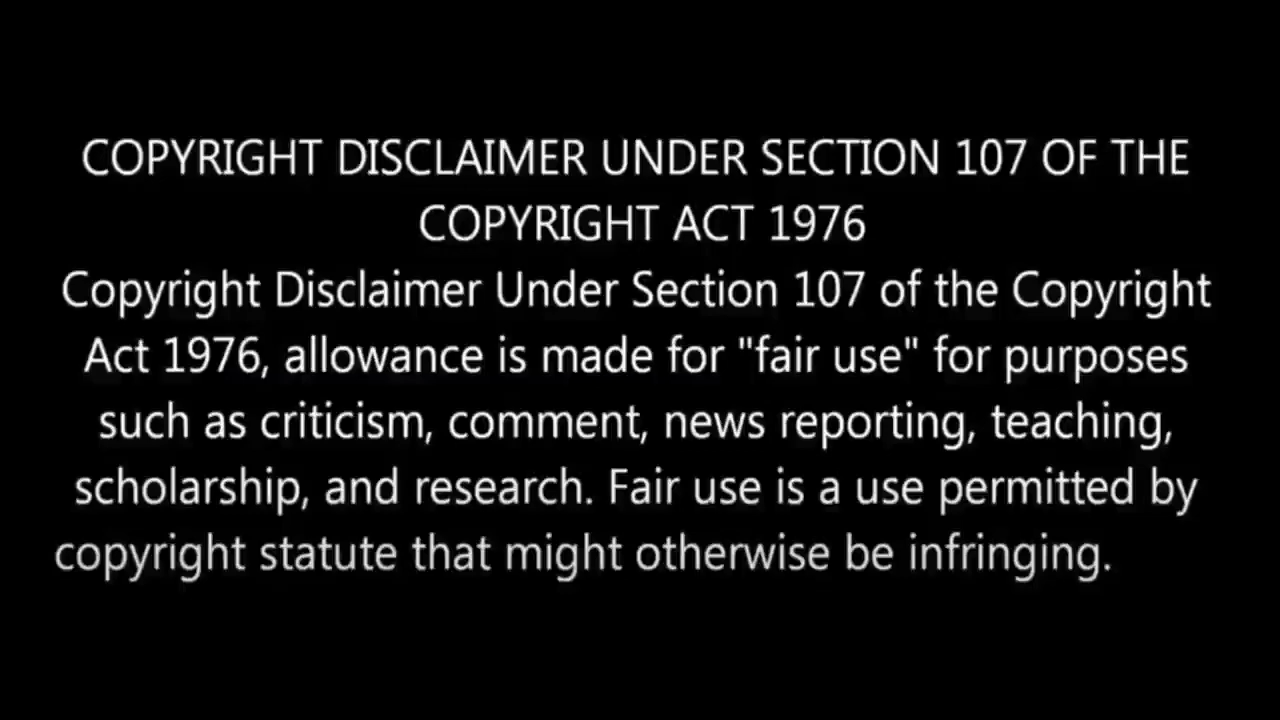 COPYRIGHT DISCLAIMER UNDER SECTION 107 OF THE
COPYRIGHT ACT 1976
Copyright Disclaimer Under Section 107 of the Copyright
Act 1976, allowance is made for "fair use" for purposes
such as criticism, comment, news reporting, teaching,
scholarship, and research. Fair use is a use permitted by
copyright statute that might otherwise be infringing.